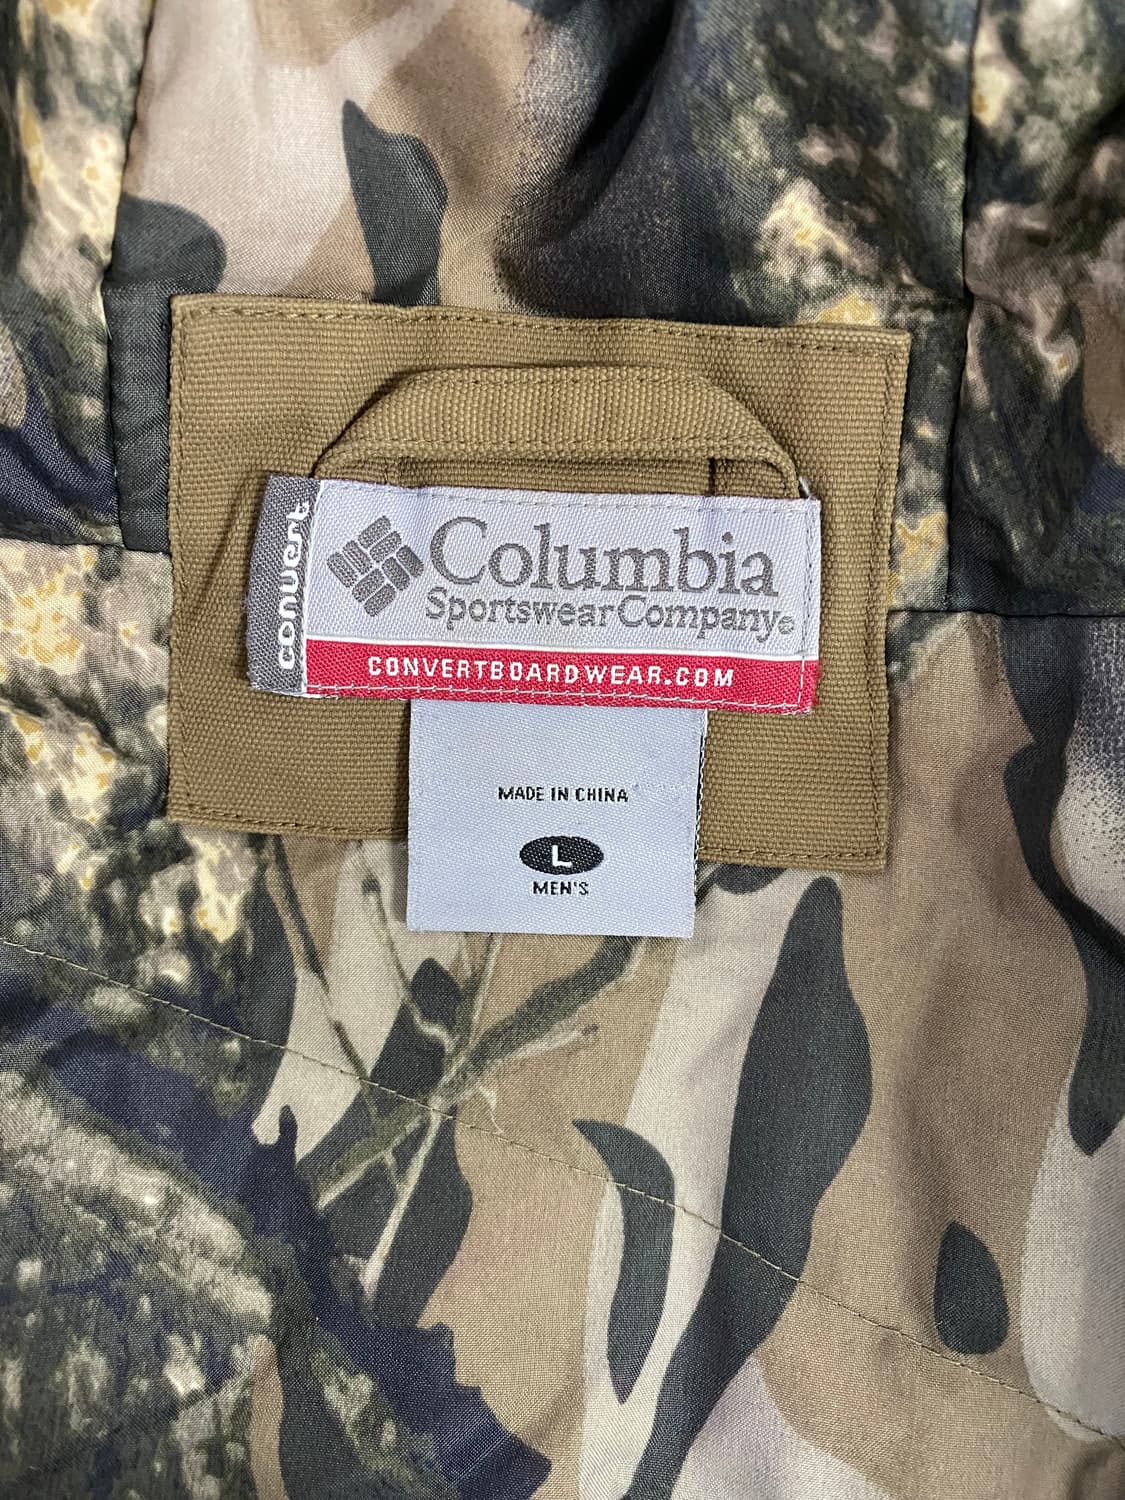 convert
Columbia
Sportswear Company®
CONVERTBOARDWEAR.COM
MADE IN CHINA
L
MEN'S